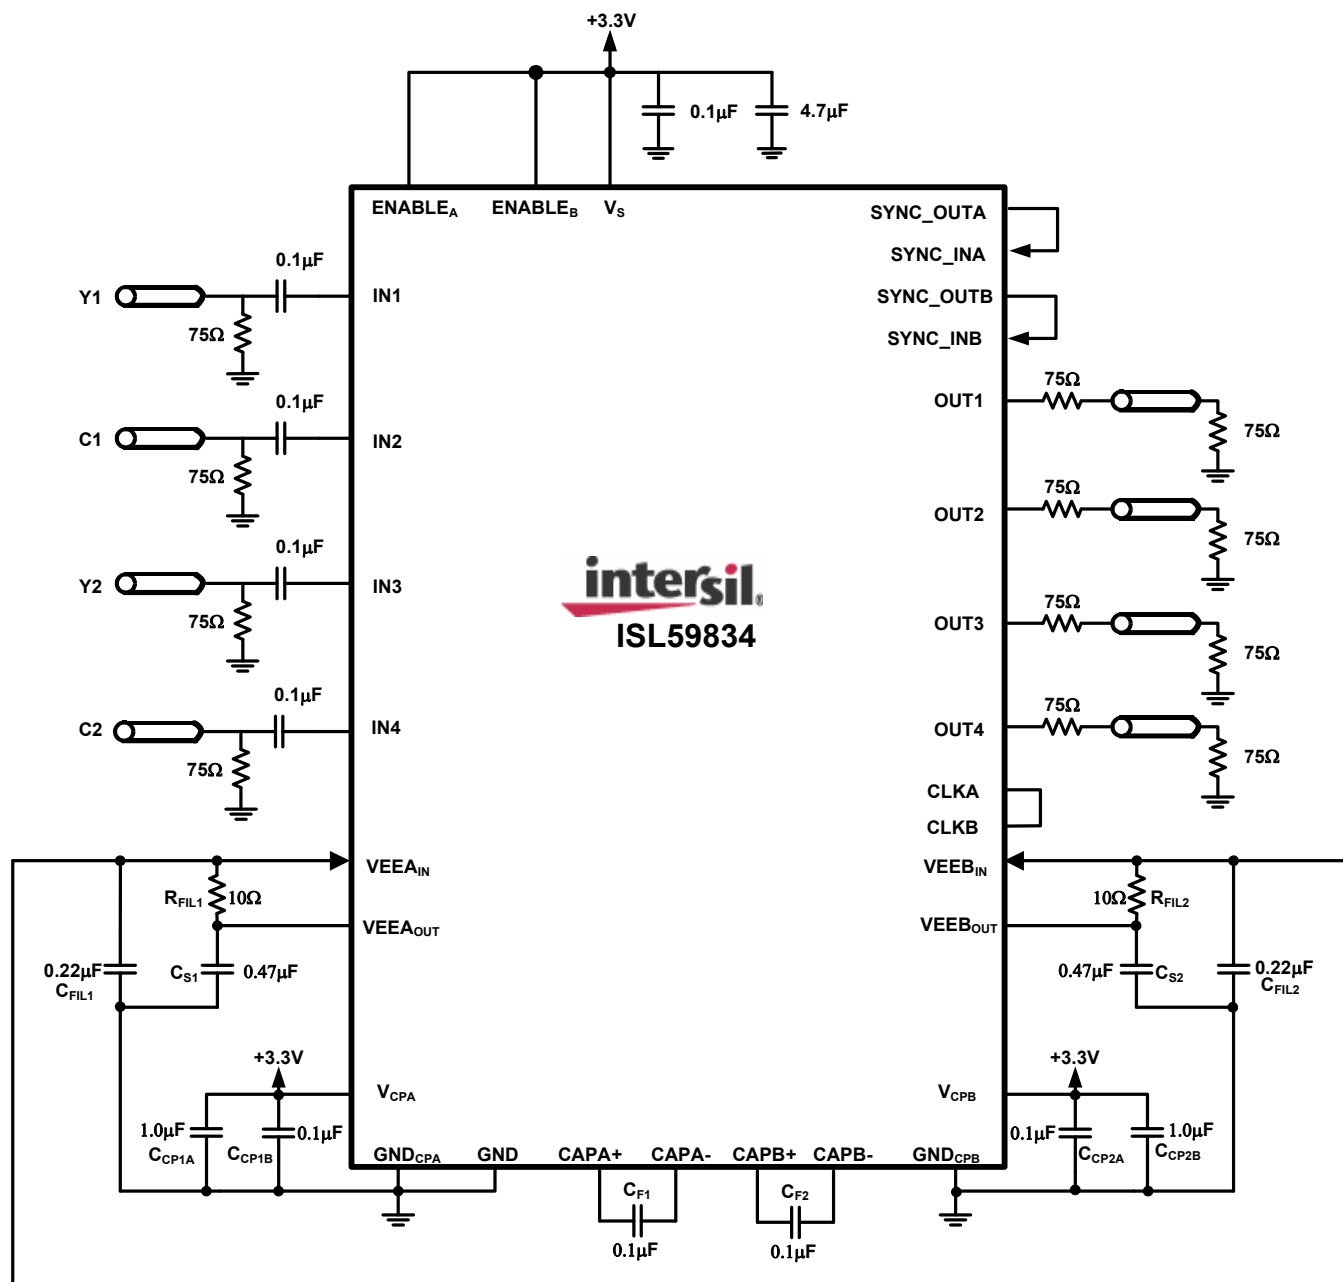 +3.3V
0.1µF
4.7µF
ENABLEA
ENABLEB
VS
SYNC_OUTA
SYNC_INA
SYNC_OUTB
SYNC_INB
Y1
0.1µF
75Ω
IN1
C1
0.1µF
75Ω
IN2
Y2
0.1µF
75Ω
IN3
C2
0.1µF
75Ω
IN4
intersil®
ISL59834
OUT1
75Ω
75Ω
OUT2
75Ω
75Ω
OUT3
75Ω
75Ω
OUT4
75Ω
75Ω
CLKA
CLKB
VEEAIN
RFIL1
10Ω
VEEAOUT
0.22µF
CFIL1
CS1
0.47µF
VEEBIN
10Ω
RFIL2
VEEBOUT
0.47µF
CS2
0.22µF
CFIL2
+3.3V
VCPA
1.0µF
CCP1A
0.1µF
CCP1B
+3.3V
VCPB
0.1µF
CCP2A
1.0µF
CCP2B
GNDCPA
GND
CAPA+
CAPA-
CAPB+
CAPB-
GNDCPB
CF1
0.1µF
CF2
0.1µF